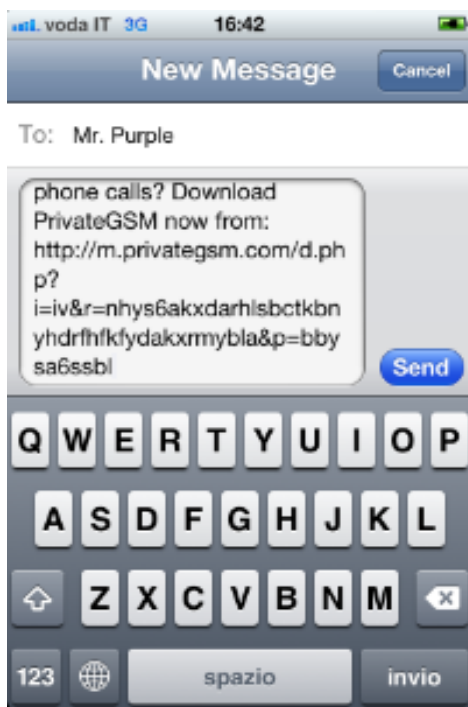 voda IT 3G 16:42
New Message Cancel
To: Mr. Purple
phone calls? Download
PrivateGSM now from:
http://m.privategsm.com/d.ph
p?
i=iv&r=nhys6akxdarhlsbctkbn
yhdrfhfkfydakxrmybla&p=bby
sa6ssbl
Send
Q W E R T Y U I O P
A S D F G H J K L
Z X C V B N M
123 spazio invio